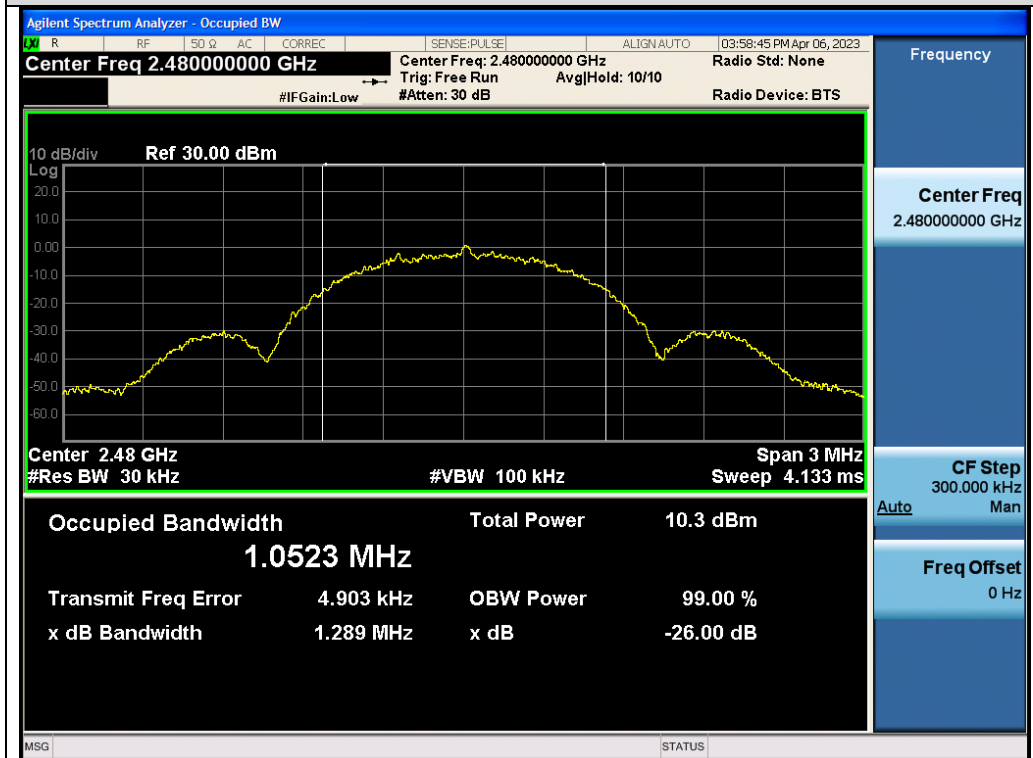 Agilent Spectrum Analyzer - Occupied BW
LXI R RF 50 Ω AC CORREC SENSE:PULSE ALIGN AUTO 03:58:45 PM Apr 06, 2023
Center Freq 2.480000000 GHz
Center Freq: 2.480000000 GHz Radio Std: None
Trig: Free Run Avg|Hold: 10/10
#IFGain:Low #Atten: 30 dB Radio Device: BTS
10 dB/div Ref 30.00 dBm
Log
20.0
10.0
0.00
-10.0
-20.0
-30.0
-40.0
-50.0
-60.0
Center 2.48 GHz Span 3 MHz
#Res BW 30 kHz #VBW 100 kHz Sweep 4.133 ms
Occupied Bandwidth Total Power 10.3 dBm
1.0523 MHz
Transmit Freq Error 4.903 kHz OBW Power 99.00 %
x dB Bandwidth 1.289 MHz x dB -26.00 dB
Frequency
Center Freq
2.480000000 GHz
CF Step
300.000 kHz
Auto Man
Freq Offset
0 Hz
MSG STATUS